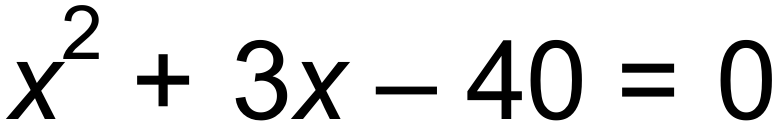 x² + 3x – 40 = 0